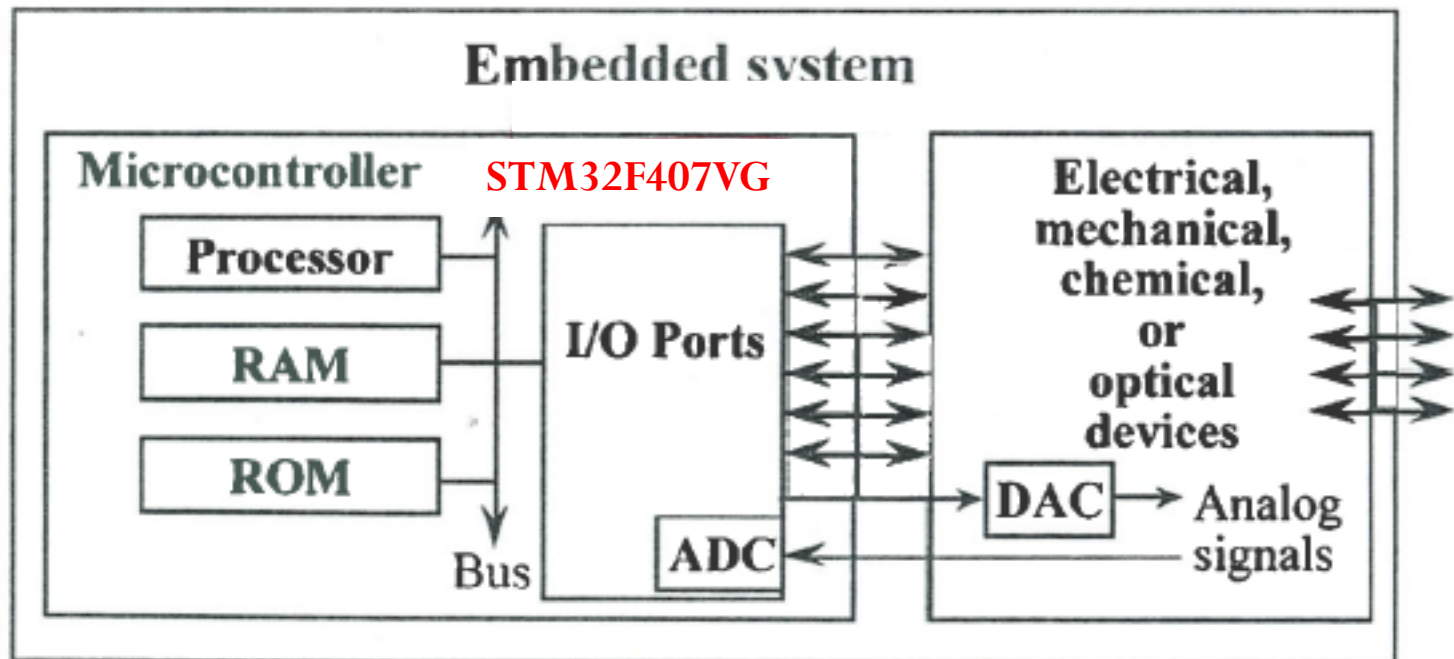 Embedded system
Microcontroller STM32F407VG
Processor
RAM
ROM
Bus
I/O Ports
ADC
Electrical,
mechanical,
chemical,
or
optical
devices
DAC
Analog
signals